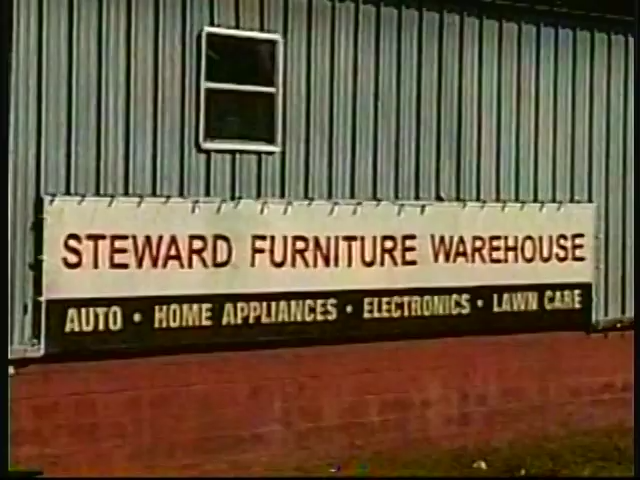 STEWARD FURNITURE WAREHOUSE
AUTO • HOME APPLIANCES • ELECTRONICS • LAWN CARE